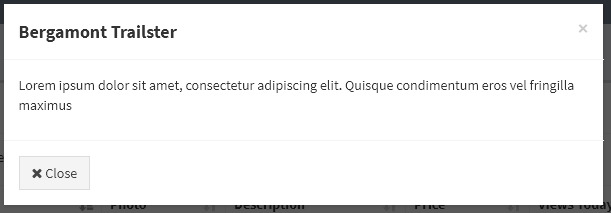 Bergamont Trailster
×
Lorem ipsum dolor sit amet, consectetur adipiscing elit. Quisque condimentum eros vel fringilla
maximus
✖ Close
Photo Description Price Views Today